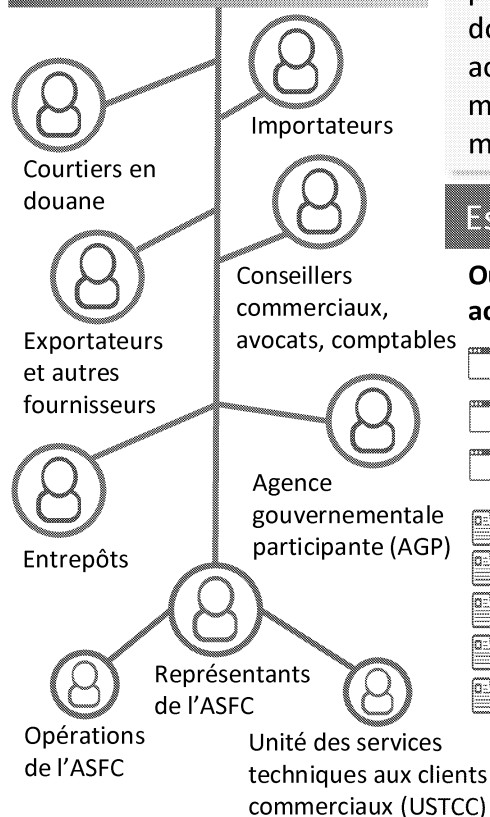 Importateurs
Courtiers en
douane
Conseillers
commerciaux,
avocats, comptables
Exportateurs
et autres
fournisseurs
Agence
gouvernementale
participante (AGP)
Entrepôts
Représentants
de l'ASFC
Opérations
de l'ASFC
Unité des services
techniques aux clients
commerciaux (USTCC)